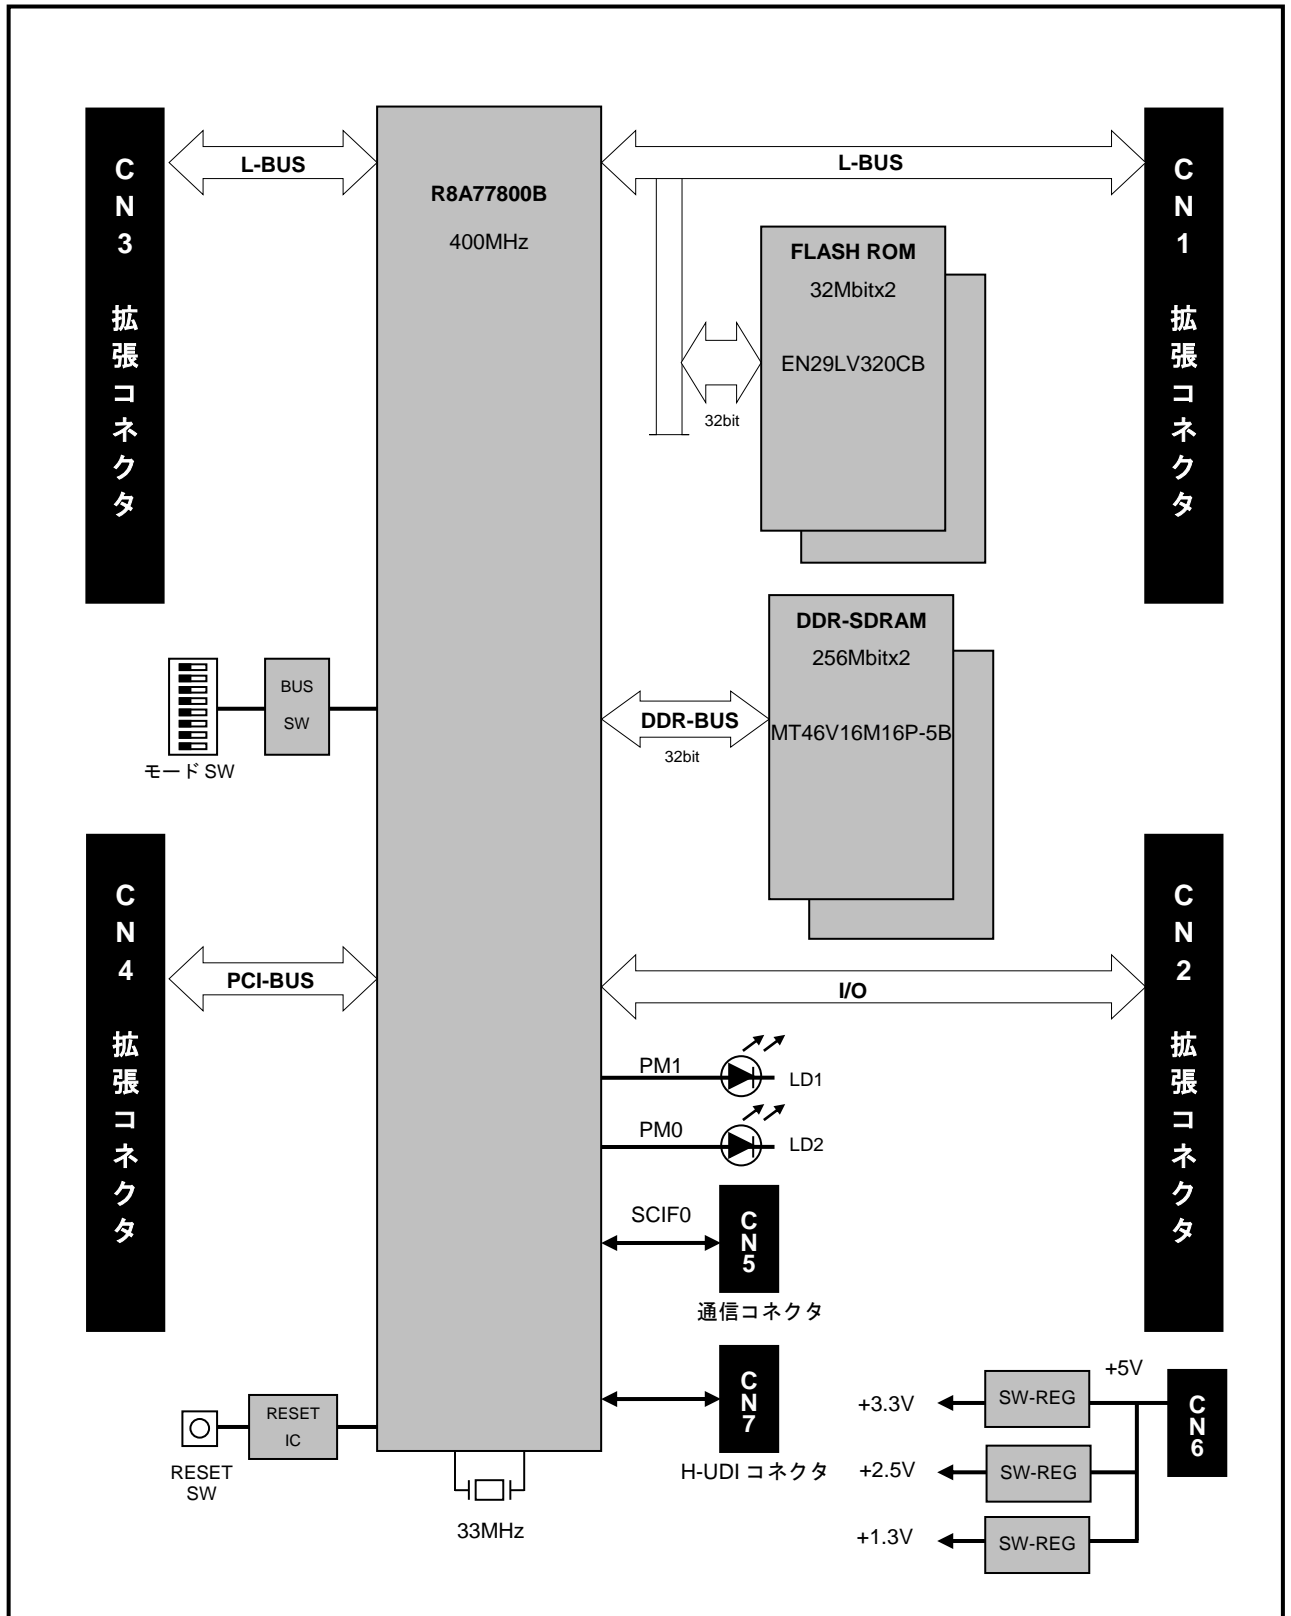 CN3 拡張コネクタ
L-BUS
R8A77800B
400MHz
L-BUS
CN1 拡張コネクタ
FLASH ROM
32Mbitx2
EN29LV320CB
32bit
DDR-SDRAM
256Mbitx2
MT46V16M16P-5B
DDR-BUS
32bit
BUS
SW
モード SW
CN4 拡張コネクタ
PCI-BUS
I/O
CN2 拡張コネクタ
PM1
LD1
PM0
LD2
SCIF0
CN5
通信コネクタ
CN7
H-UDI コネクタ
RESET
IC
RESET
SW
33MHz
+5V
CN6
+3.3V
SW-REG
+2.5V
SW-REG
+1.3V
SW-REG